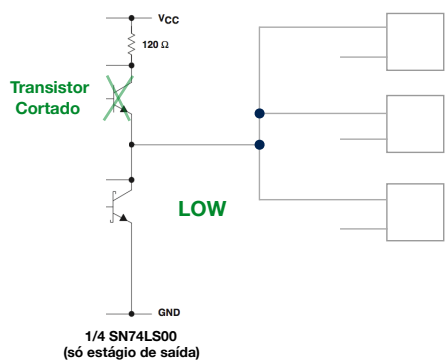 VCC
120 Ω
Transistor
Cortado
LOW
GND
1/4 SN74LS00
(só estágio de saída)